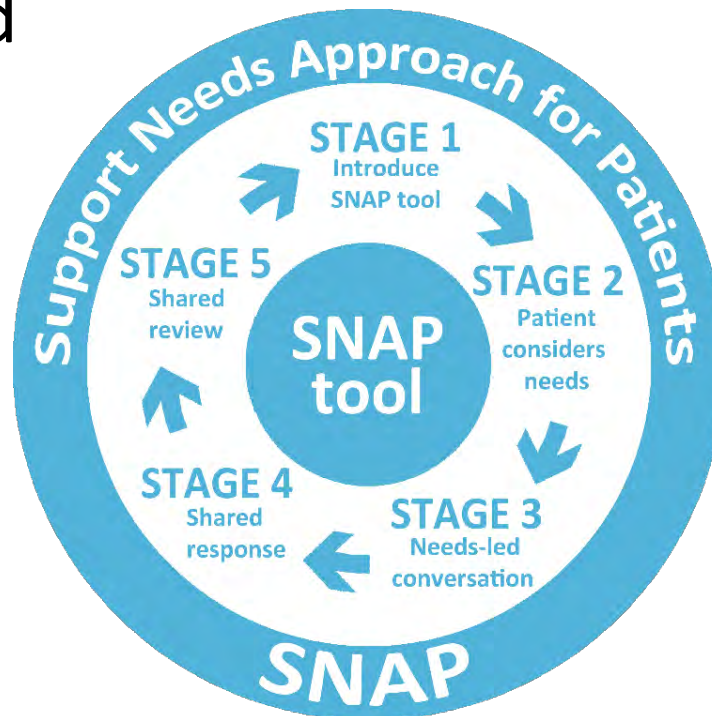 Support Needs Approach for Patients
STAGE 1
Introduce
SNAP tool
STAGE 2
Patient
considers
needs
STAGE 3
Needs-led
conversation
STAGE 4
Shared
response
STAGE 5
Shared
review
SNAP
tool
SNAP